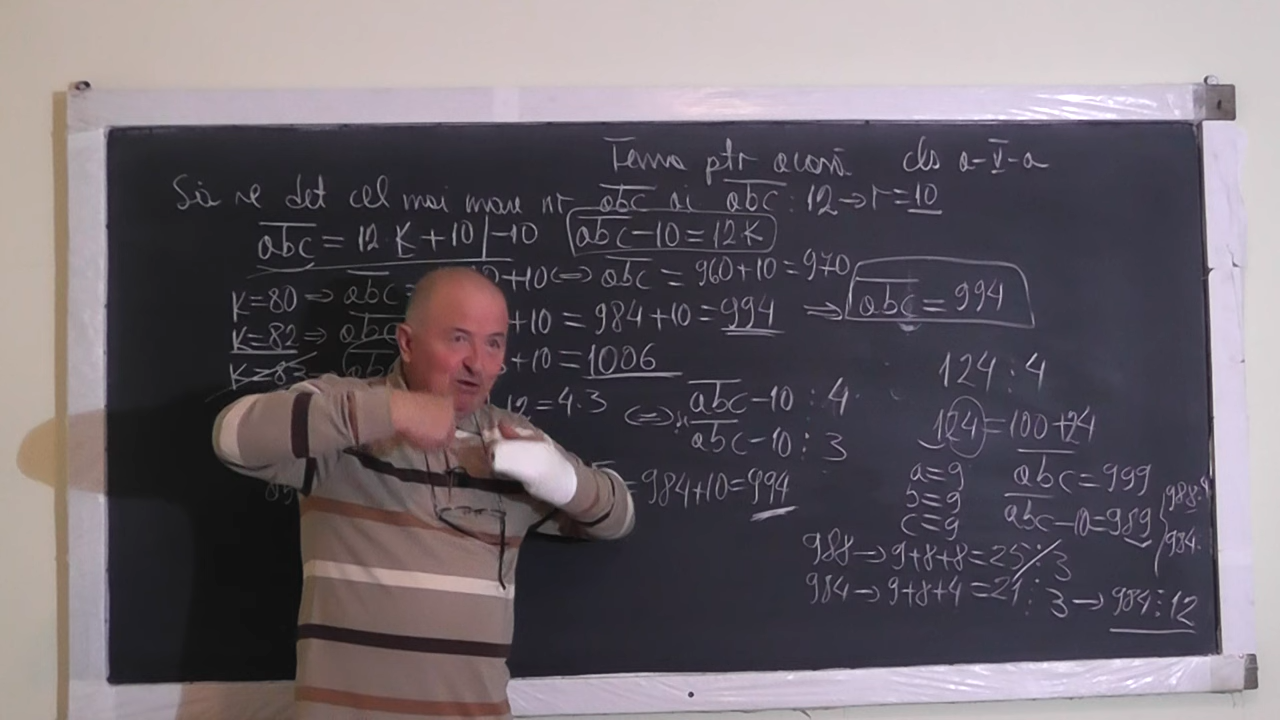 Tema ptr acasă cls a-V-a
Să se det cel mai mare nr abc ai abc : 12 → r = 10
abc = 12·K + 10 | -10 abc - 10 = 12·K
K = 80 ⇒ abc = +10 ⇔ abc = 960 + 10 = 970
K = 82 ⇒ abc +10 = 984 + 10 = 994 ⇒ abc = 994
K = 83 abc +10 = 1006
12 = 4·3 ⇔ abc - 10 ⋮ 4
abc - 10 ⋮ 3
= 984 + 10 = 994
124 : 4
124 = 100 + 24
a = 9 abc = 999
b = 9 abc - 10 = 989
c = 9
988 ⋮ 4
984
988 → 9 + 8 + 8 = 25 ⋮ 3
984 → 9 + 8 + 4 = 21 ⋮ 3 → 984 ⋮ 12